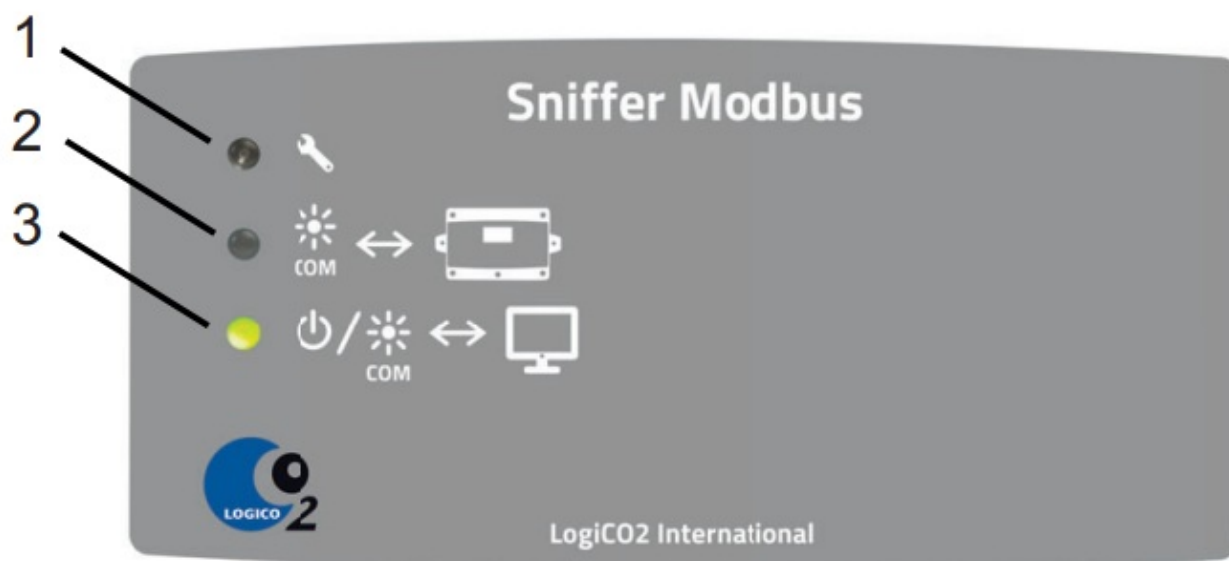 1
2
3
Sniffer Modbus
COM
COM
LOGICO 2
LogiCO2 International